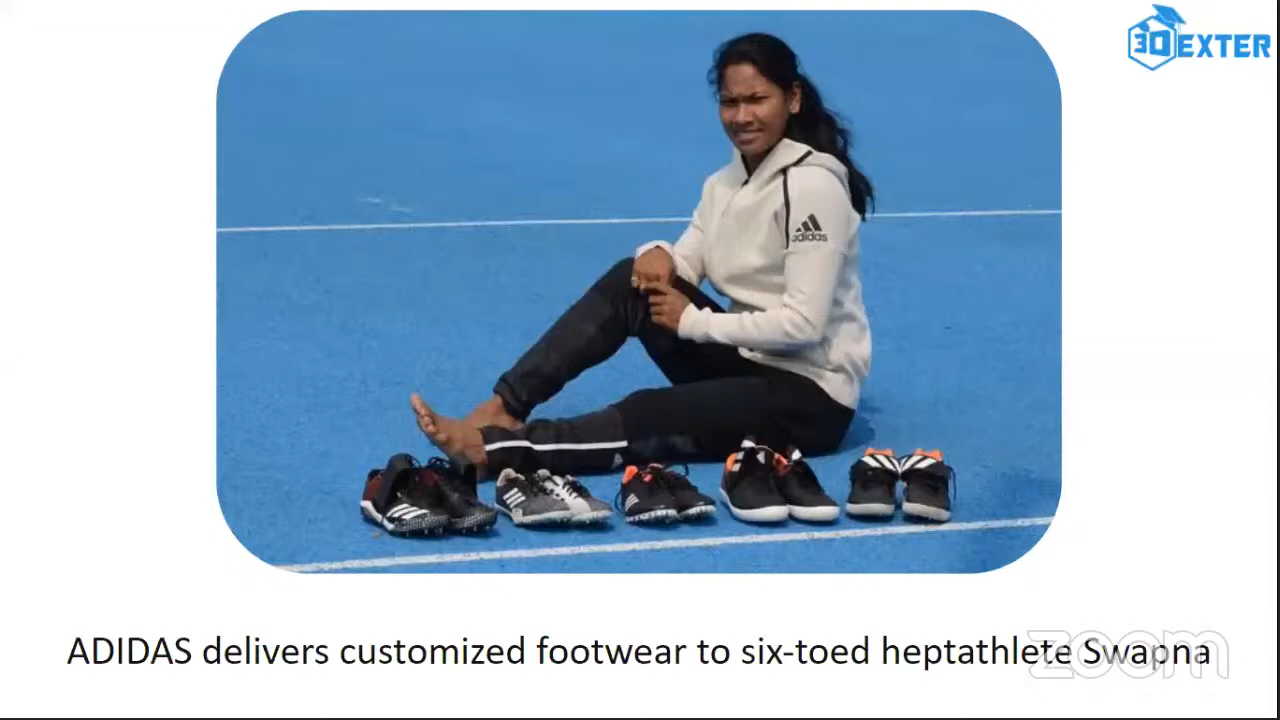 3DEXTER
adidas
ADIDAS delivers customized footwear to six-toed heptathlete Swapna
zoom